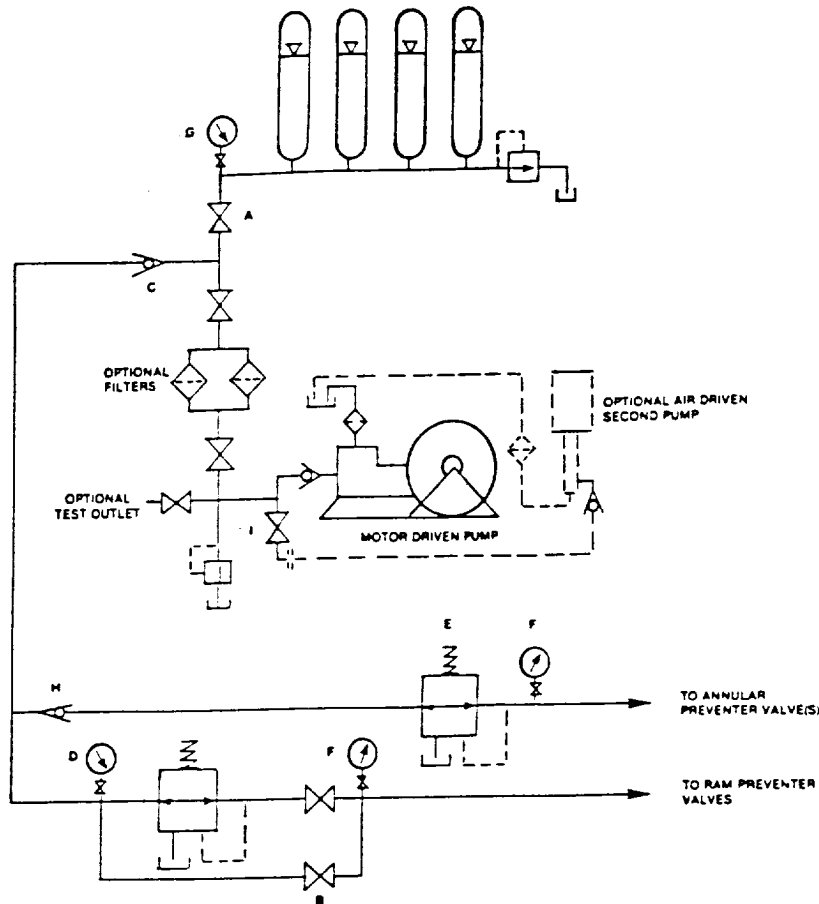 G
A
C
OPTIONAL
FILTERS
OPTIONAL AIR DRIVEN
SECOND PUMP
OPTIONAL
TEST OUTLET
I
MOTOR DRIVEN PUMP
E
F
H
TO ANNULAR
PREVENTER VALVE(S)
D
F
TO RAM PREVENTER
VALVES
B